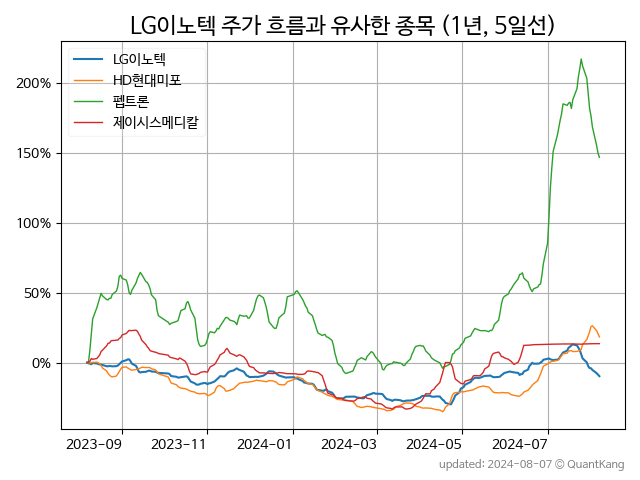 LG이노텍 주가 흐름과 유사한 종목 (1년, 5일선)
LG이노텍
HD현대미포
펩트론
제이시스메디칼
200%
150%
100%
50%
0%
2023-09 2023-11 2024-01 2024-03 2024-05 2024-07
updated: 2024-08-07 © QuantKang